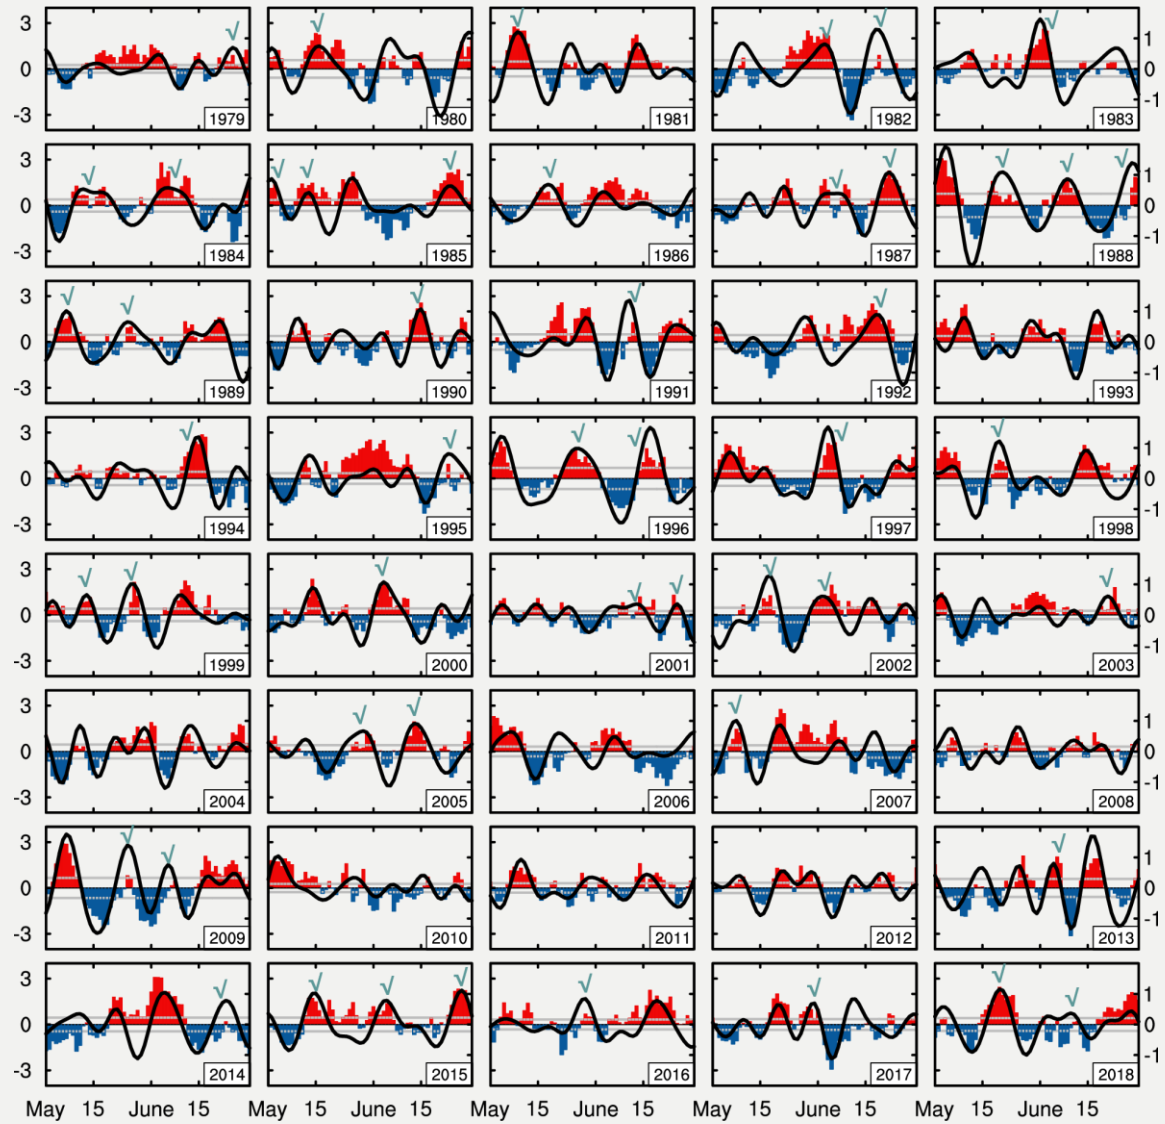 3 0 -3 1979 √
1980 √
1981 √
1982 √ √
1983 √ 1 0 -1
3 0 -3 1984 √ √
1985 √ √ √
1986 √
1987 √ √
1988 √ √ √ 1 0 -1
3 0 -3 1989 √ √
1990 √
1991 √
1992 √
1993 1 0 -1
3 0 -3 1994 √
1995 √
1996 √ √
1997 √
1998 √ 1 0 -1
3 0 -3 1999 √ √
2000 √
2001 √ √
2002 √ √
2003 √ 1 0 -1
3 0 -3 2004
2005 √ √
2006
2007 √
2008 1 0 -1
3 0 -3 2009 √ √
2010
2011
2012
2013 √ 1 0 -1
3 0 -3 2014 √
2015 √ √ √
2016 √
2017 √
2018 √ √ 1 0 -1
May 15 June 15 May 15 June 15 May 15 June 15 May 15 June 15 May 15 June 15